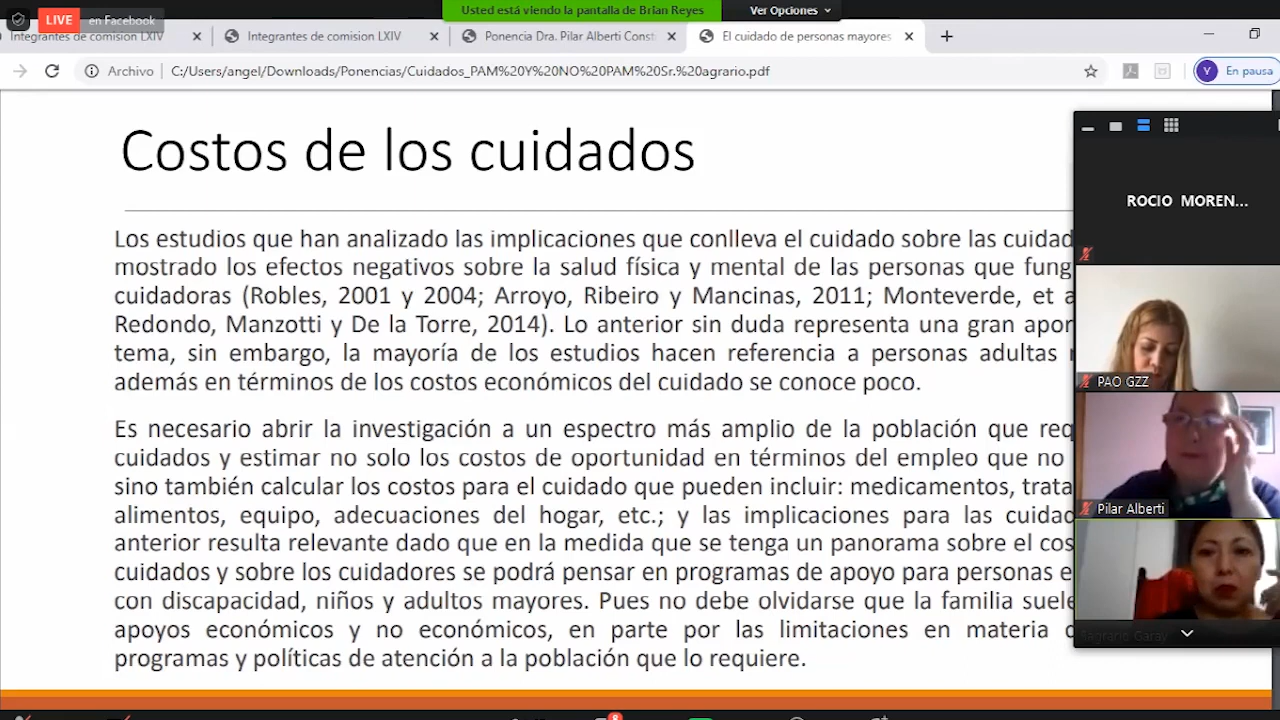 LIVE en Facebook
Usted está viendo la pantalla de Brian Reyes
Ver Opciones
Integrantes de comision LXIV
Integrantes de comision LXIV
Ponencia Dra. Pilar Alberti Const
El cuidado de personas mayores
Archivo
C:/Users/angel/Downloads/Ponencias/Cuidados_PAM%20Y%20NO%20PAM%20Sr.%20agrario.pdf
Y
En pausa
Costos de los cuidados
Los estudios que han analizado las implicaciones que conlleva el cuidado sobre las cuidad
mostrado los efectos negativos sobre la salud física y mental de las personas que fung
cuidadoras (Robles, 2001 y 2004; Arroyo, Ribeiro y Mancinas, 2011; Monteverde, et a
Redondo, Manzotti y De la Torre, 2014). Lo anterior sin duda representa una gran apor
tema, sin embargo, la mayoría de los estudios hacen referencia a personas adultas
además en términos de los costos económicos del cuidado se conoce poco.
Es necesario abrir la investigación a un espectro más amplio de la población que req
cuidados y estimar no solo los costos de oportunidad en términos del empleo que no
sino también calcular los costos para el cuidado que pueden incluir: medicamentos, trata
alimentos, equipo, adecuaciones del hogar, etc.; y las implicaciones para las cuidad
anterior resulta relevante dado que en la medida que se tenga un panorama sobre el cos
cuidados y sobre los cuidadores se podrá pensar en programas de apoyo para personas e
con discapacidad, niños y adultos mayores. Pues no debe olvidarse que la familia suele
apoyos económicos y no económicos, en parte por las limitaciones en materia
programas y políticas de atención a la población que lo requiere.
ROCIO MOREN...
PAO GZZ
Pilar Alberti
8